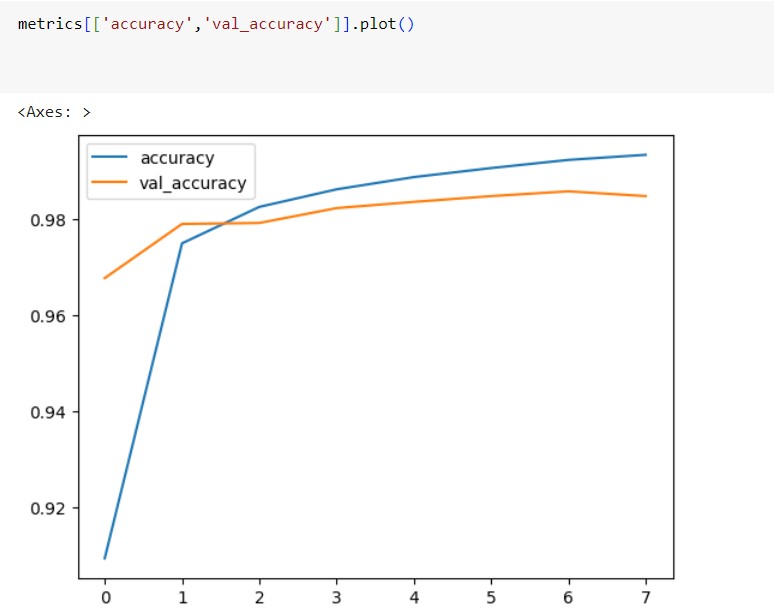 metrics[['accuracy','val_accuracy']].plot()
<Axes: >
accuracy
val_accuracy
0.98
0.96
0.94
0.92
0 1 2 3 4 5 6 7